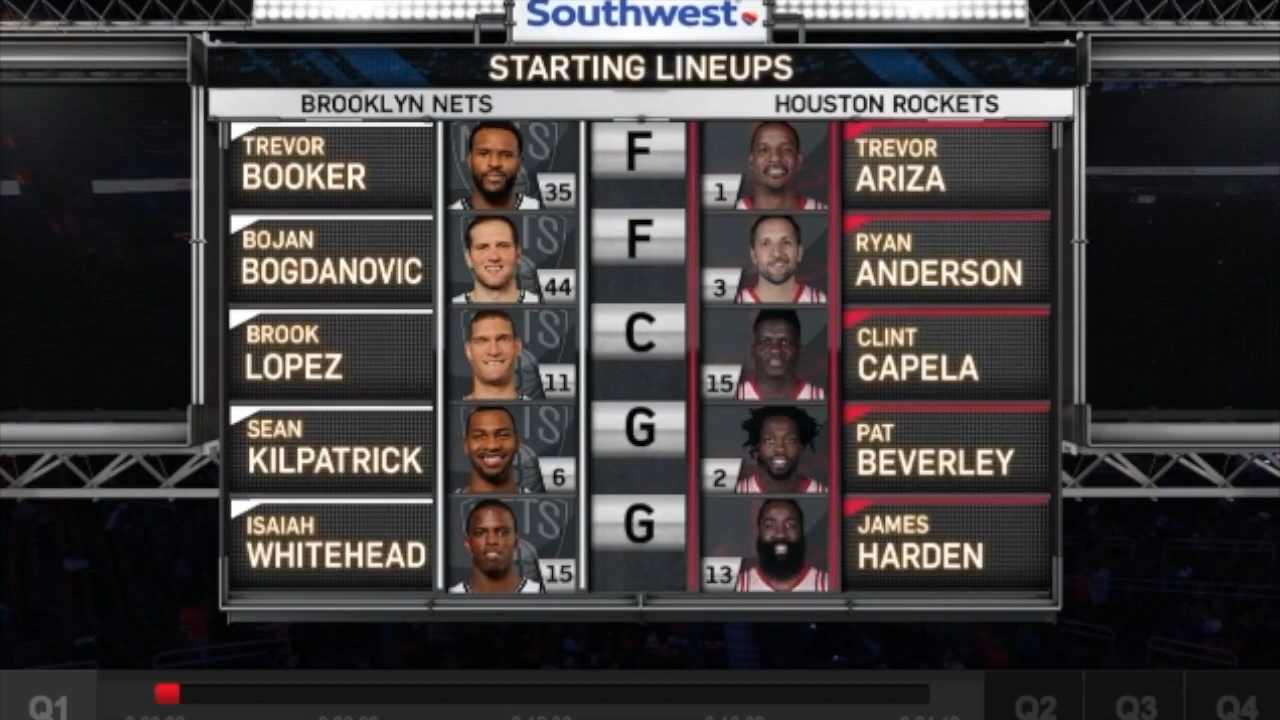 Southwest
STARTING LINEUPS
BROOKLYN NETS
HOUSTON ROCKETS
TREVOR
BOOKER
35
F
1
TREVOR
ARIZA
BOJAN
BOGDANOVIC
44
F
3
RYAN
ANDERSON
BROOK
LOPEZ
11
C
15
CLINT
CAPELA
SEAN
KILPATRICK
6
G
2
PAT
BEVERLEY
ISAIAH
WHITEHEAD
15
G
13
JAMES
HARDEN
Q1
Q2
Q3
Q4